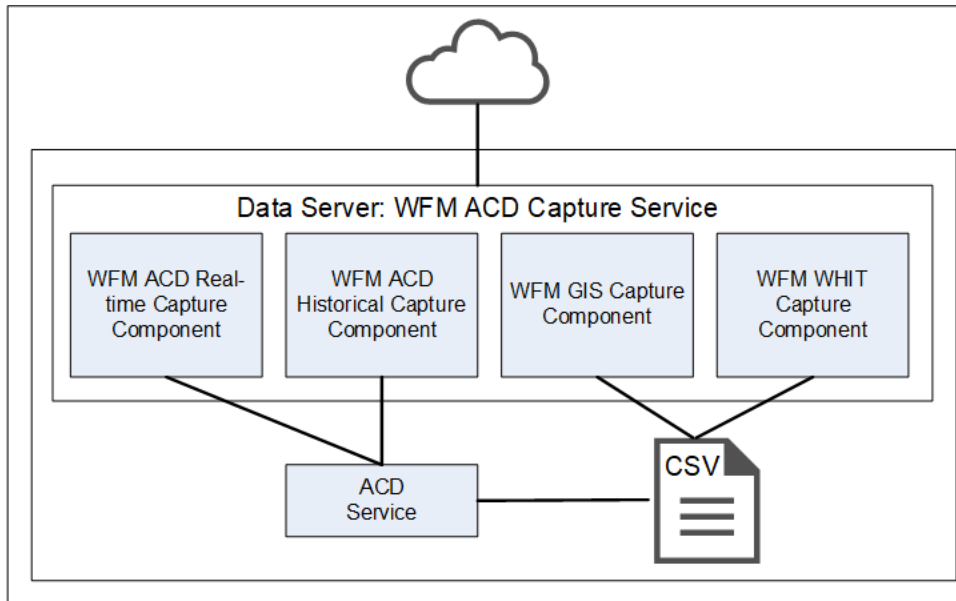 Data Server: WFM ACD Capture Service
WFM ACD Real-
time Capture
Component
WFM ACD
Historical Capture
Component
WFM GIS Capture
Component
WFM WHIT
Capture
Component
ACD
Service
CSV